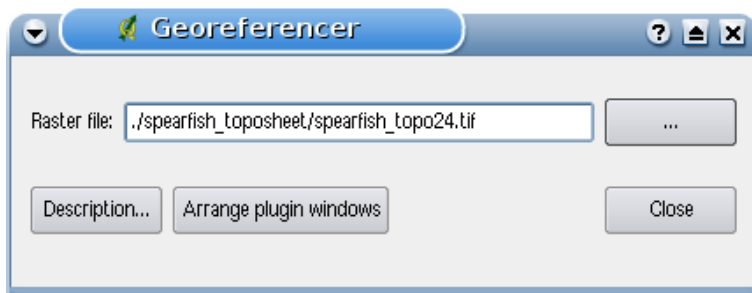 Georeferencer
Raster file: ./spearfish_toposheet/spearfish_topo24.tif ...
Description... Arrange plugin windows Close